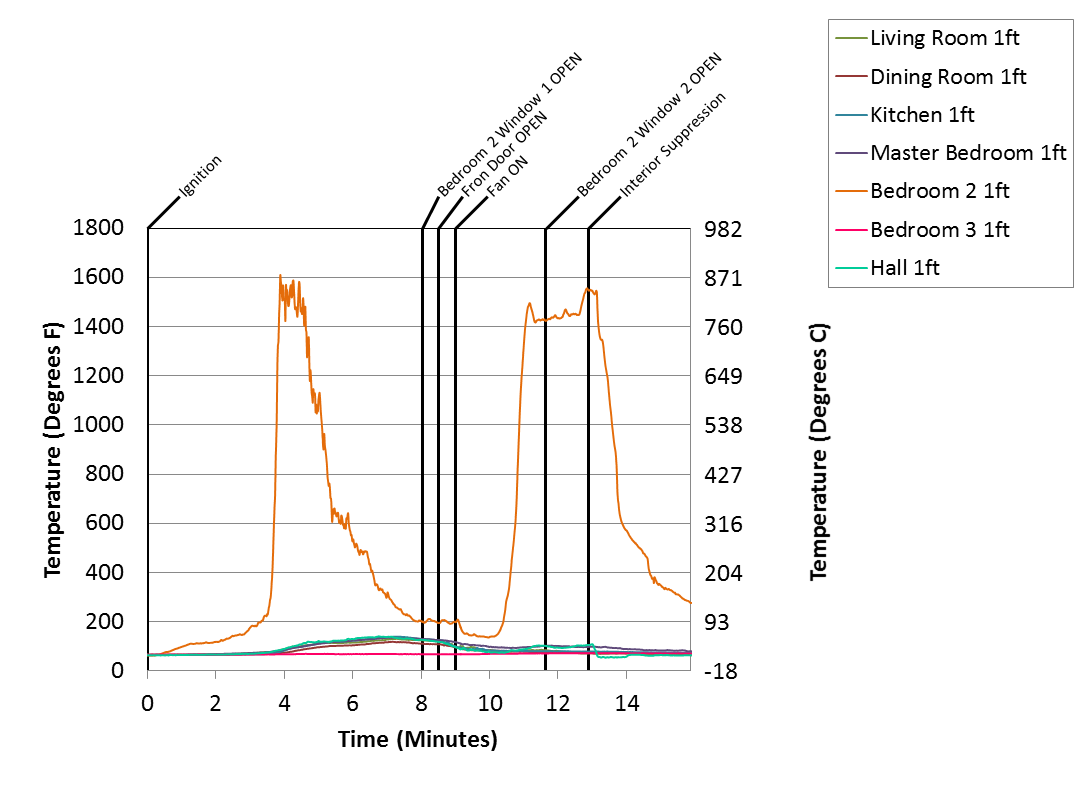 Ignition
Bedroom 2 Window 1 OPEN
Fron Door OPEN
Fan ON
Bedroom 2 Window 2 OPEN
Interior Suppression
Living Room 1ft
Dining Room 1ft
Kitchen 1ft
Master Bedroom 1ft
Bedroom 2 1ft
Bedroom 3 1ft
Hall 1ft
Temperature (Degrees F)
1800
1600
1400
1200
1000
800
600
400
200
0
982
871
760
649
538
427
316
204
93
-18
Temperature (Degrees C)
0 2 4 6 8 10 12 14
Time (Minutes)